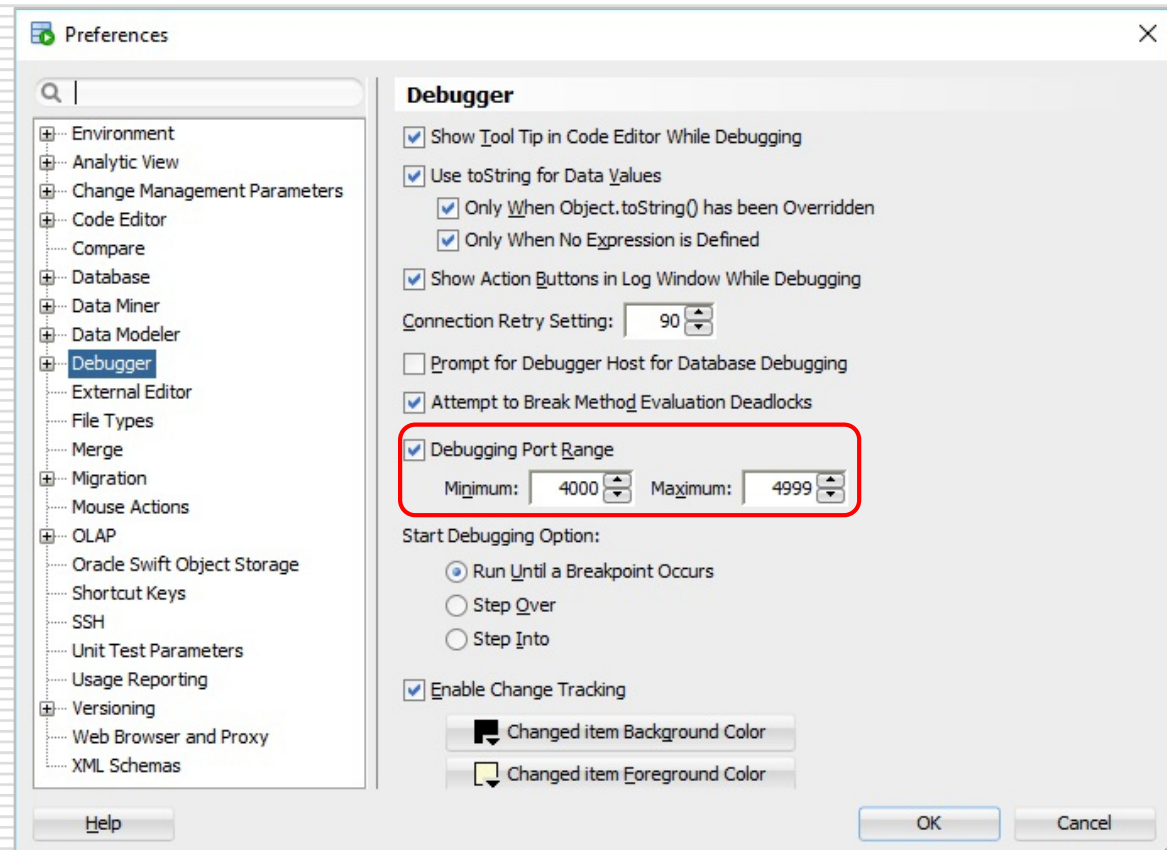 Preferences
Environment
Analytic View
Change Management Parameters
Code Editor
Compare
Database
Data Miner
Data Modeler
Debugger
External Editor
File Types
Merge
Migration
Mouse Actions
OLAP
Oracle Swift Object Storage
Shortcut Keys
SSH
Unit Test Parameters
Usage Reporting
Versioning
Web Browser and Proxy
XML Schemas
Debugger
Show Tool Tip in Code Editor While Debugging
Use toString for Data Values
Only When Object.toString() has been Overridden
Only When No Expression is Defined
Show Action Buttons in Log Window While Debugging
Connection Retry Setting: 90
Prompt for Debugger Host for Database Debugging
Attempt to Break Method Evaluation Deadlocks
Debugging Port Range
Minimum: 4000 Maximum: 4999
Start Debugging Option:
Run Until a Breakpoint Occurs
Step Over
Step Into
Enable Change Tracking
Changed item Background Color
Changed item Foreground Color
Help OK Cancel